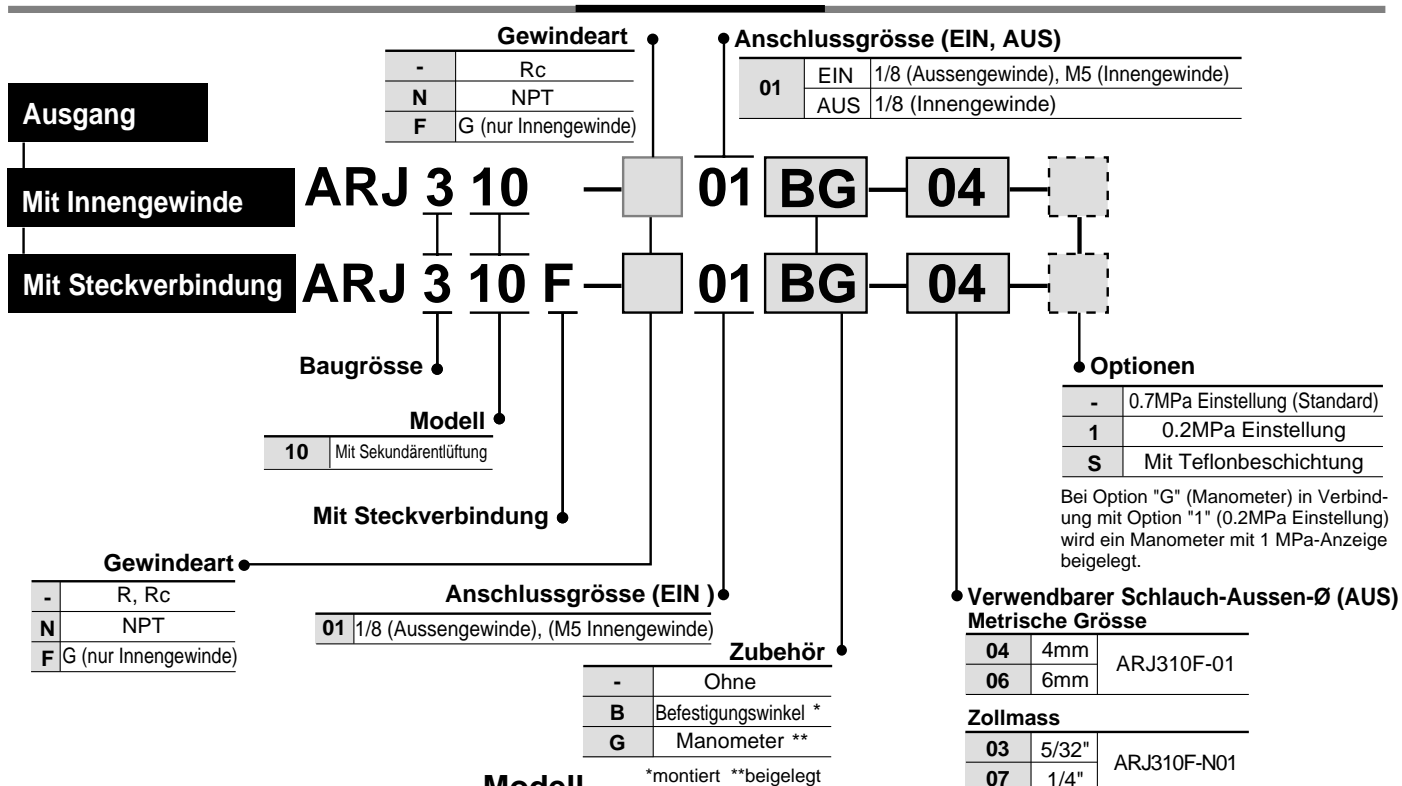 Gewindeart
- Rc
N NPT
F G (nur Innengewinde)
Anschlussgrösse (EIN, AUS)
01 EIN 1/8 (Aussengewinde), M5 (Innengewinde)
AUS 1/8 (Innengewinde)
Ausgang
Mit Innengewinde ARJ 3 10 — 01 BG — 04 —
Mit Steckverbindung ARJ 3 10 F — 01 BG — 04 —
Baugrösse
Modell
10 Mit Sekundärentlüftung
Mit Steckverbindung
Gewindeart
- R, Rc
N NPT
F G (nur Innengewinde)
Anschlussgrösse (EIN )
01 1/8 (Aussengewinde), (M5 Innengewinde)
Zubehör
- Ohne
B Befestigungswinkel *
G Manometer **
*montiert **beigelegt
Modell
Optionen
- 0.7MPa Einstellung (Standard)
1 0.2MPa Einstellung
S Mit Teflonbeschichtung
Bei Option "G" (Manometer) in Verbind-
ung mit Option "1" (0.2MPa Einstellung)
wird ein Manometer mit 1 MPa-Anzeige
beigelegt.
Verwendbarer Schlauch-Aussen-Ø (AUS)
Metrische Grösse
04 4mm ARJ310F-01
06 6mm
Zollmass
03 5/32" ARJ310F-N01
07 1/4"